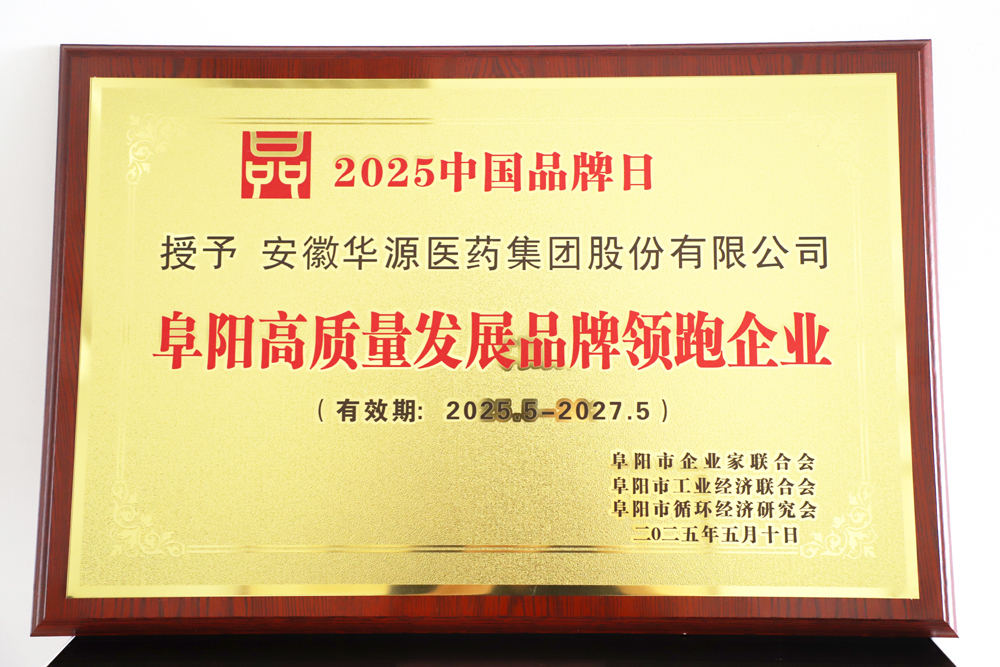 2025中国品牌日
授予 安徽华源医药集团股份有限公司
阜阳高质量发展品牌领跑企业
(有效期: 2025.5-2027.5)
阜阳市企业家联合会
阜阳市工业经济联合会
阜阳市循环经济研究会
二0二五年五月十日